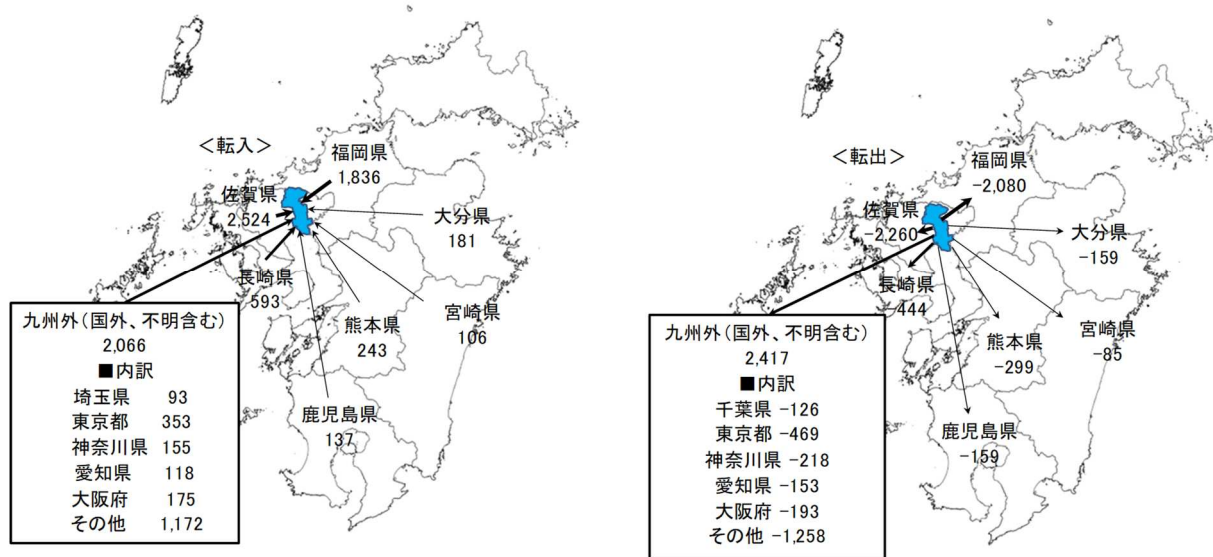 <転入>
福岡県
1,836
佐賀県
2,524
大分県
181
長崎県
593
宮崎県
106
熊本県
243
鹿児島県
137
九州外(国外、不明含む)
2,066
■内訳
埼玉県 93
東京都 353
神奈川県 155
愛知県 118
大阪府 175
その他 1,172
<転出>
福岡県
-2,080
佐賀県
-2,260
大分県
-159
長崎県
-444
宮崎県
-85
熊本県
-299
鹿児島県
-159
九州外(国外、不明含む)
2,417
■内訳
千葉県 -126
東京都 -469
神奈川県 -218
愛知県 -153
大阪府 -193
その他 -1,258